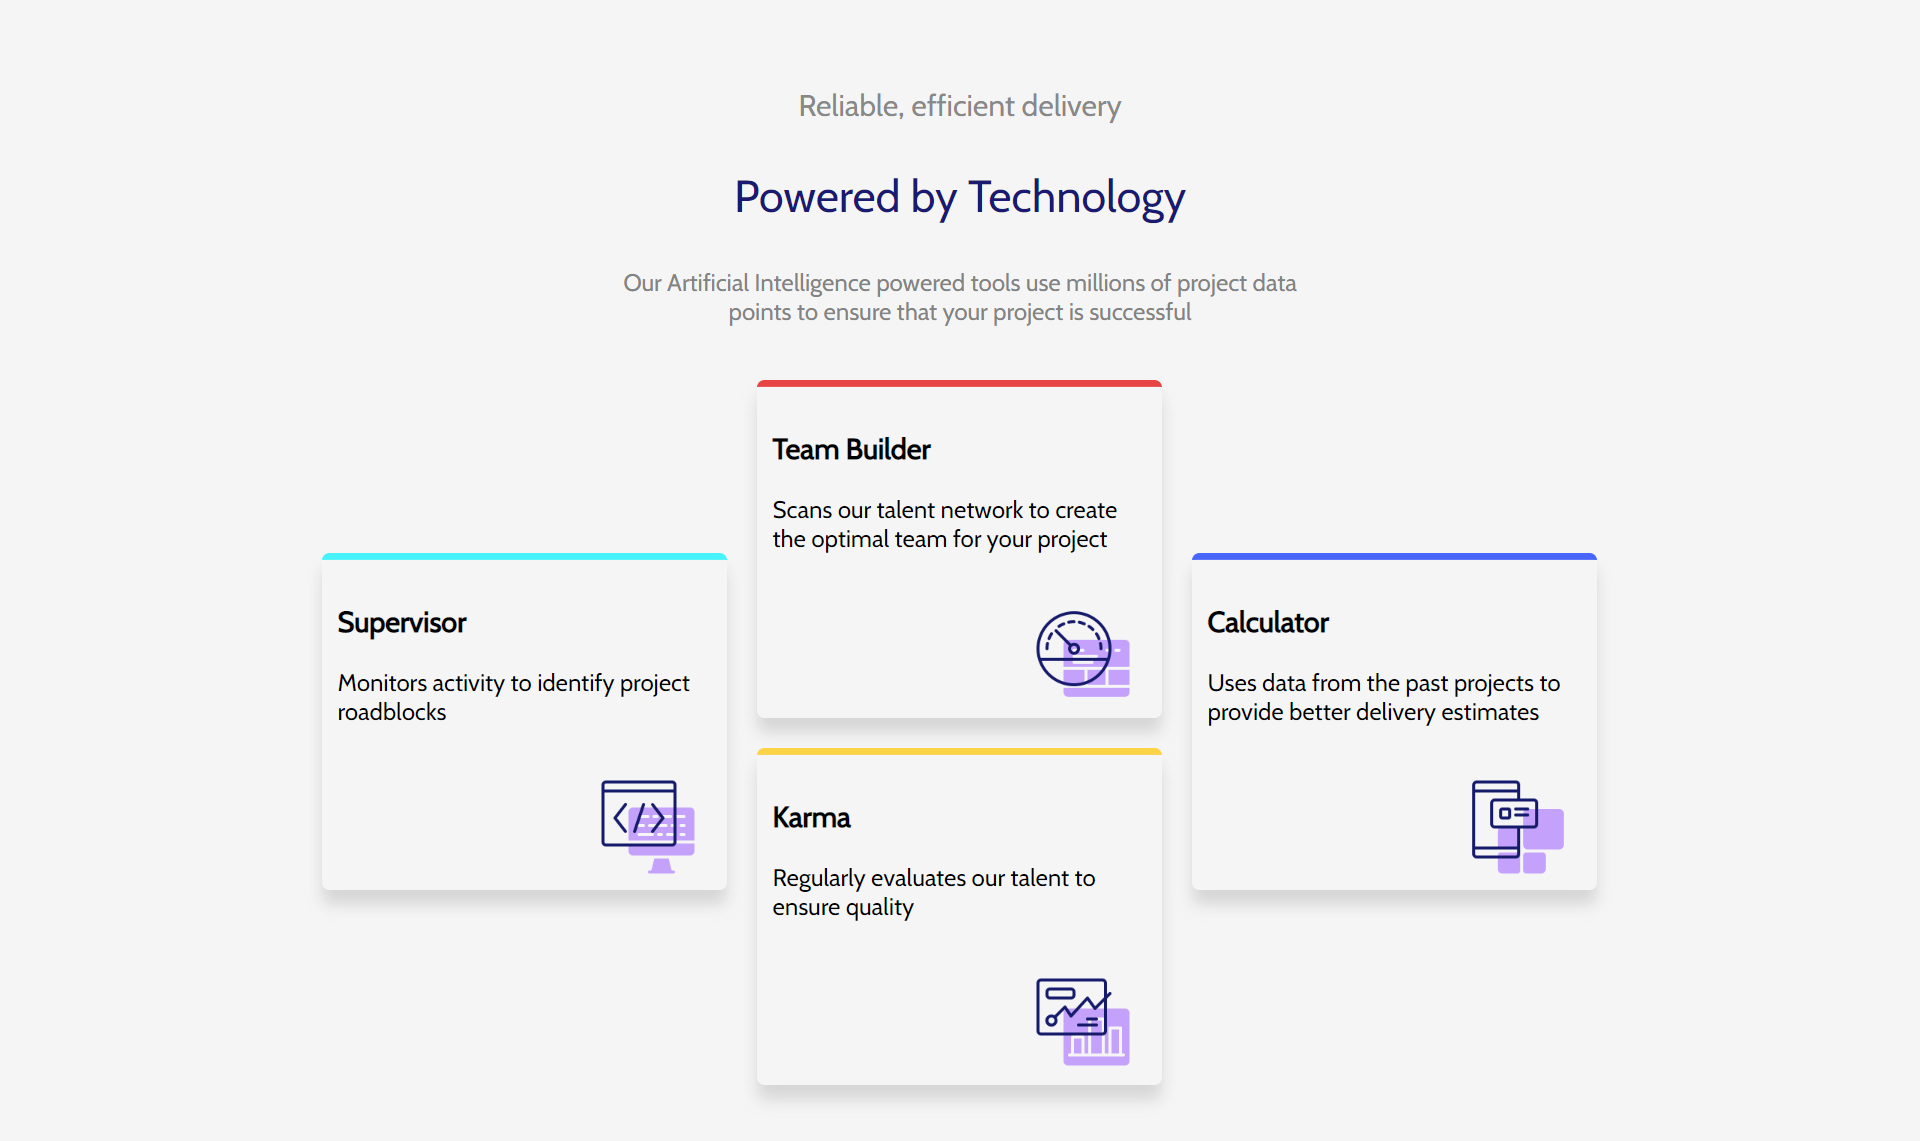 Reliable, efficient delivery
Powered by Technology
Our Artificial Intelligence powered tools use millions of project data
points to ensure that your project is successful
Team Builder
Scans our talent network to create
the optimal team for your project
Supervisor
Monitors activity to identify project
roadblocks
Calculator
Uses data from the past projects to
provide better delivery estimates
Karma
Regularly evaluates our talent to
ensure quality